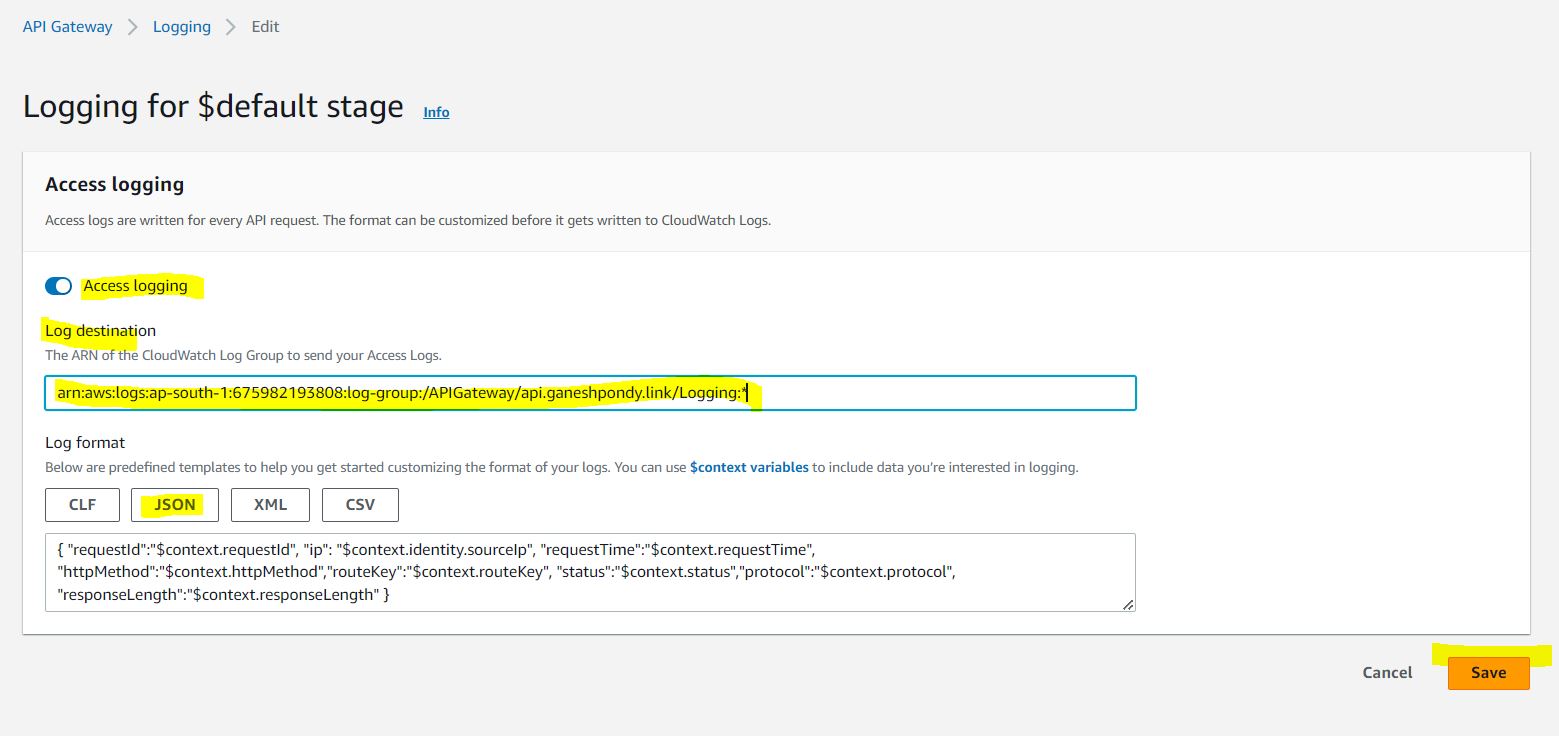 API Gateway > Logging > Edit
Logging for $default stage Info
Access logging
Access logs are written for every API request. The format can be customized before it gets written to CloudWatch Logs.
Access logging
Log destination
The ARN of the CloudWatch Log Group to send your Access Logs.
arn:aws:logs:ap-south-1:675982193808:log-group:/APIGateway/api.ganeshpondy.link/Logging:*
Log format
Below are predefined templates to help you get started customizing the format of your logs. You can use $context variables to include data you're interested in logging.
CLF JSON XML CSV
{ "requestId":"$context.requestId", "ip": "$context.identity.sourceIp", "requestTime":"$context.requestTime",
"httpMethod":"$context.httpMethod","routeKey":"$context.routeKey", "status":"$context.status","protocol":"$context.protocol",
"responseLength":"$context.responseLength" }
Cancel Save